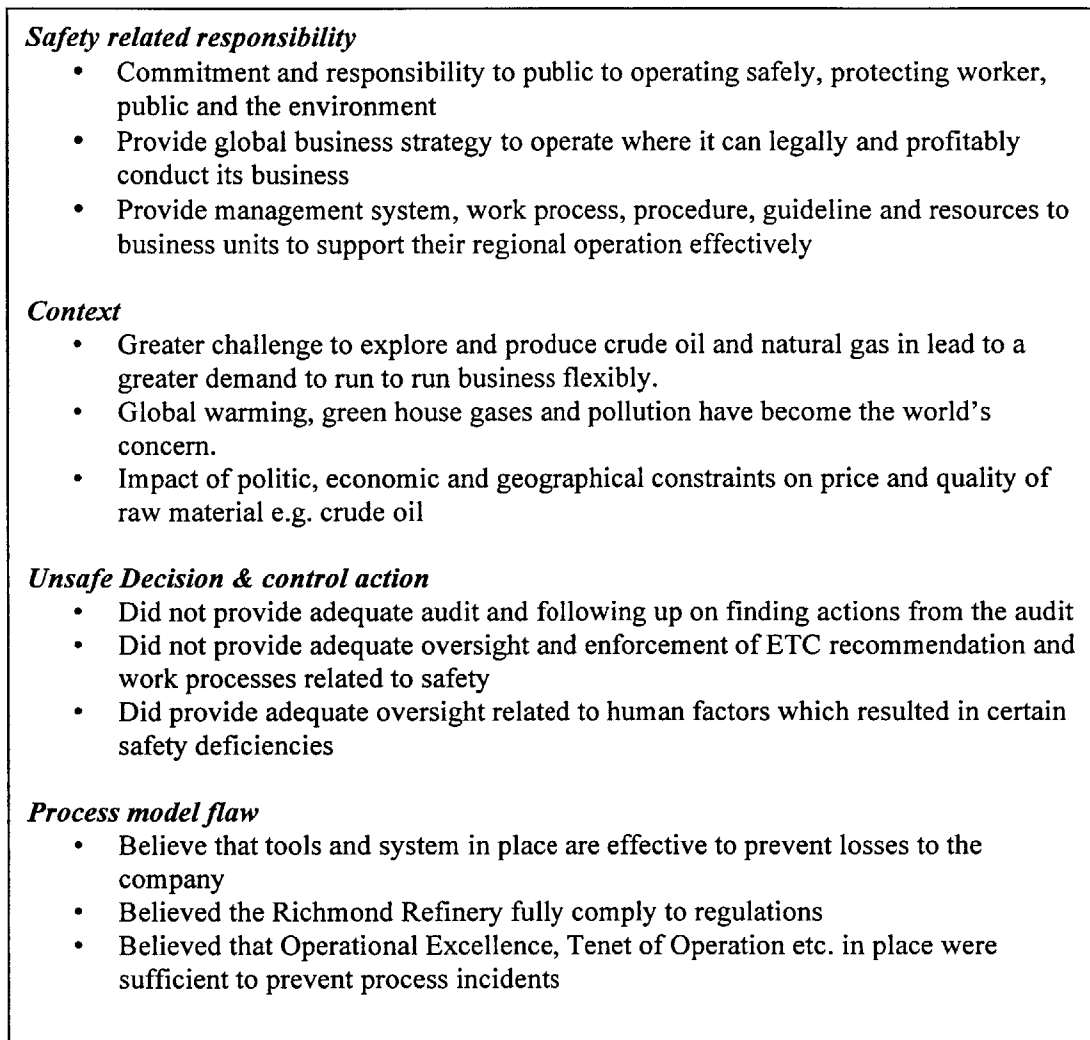 Safety related responsibility
• Commitment and responsibility to public to operating safely, protecting worker,
public and the environment
• Provide global business strategy to operate where it can legally and profitably
conduct its business
• Provide management system, work process, procedure, guideline and resources to
business units to support their regional operation effectively
Context
• Greater challenge to explore and produce crude oil and natural gas in lead to a
greater demand to run to run business flexibly.
• Global warming, green house gases and pollution have become the world's
concern.
• Impact of politic, economic and geographical constraints on price and quality of
raw material e.g. crude oil
Unsafe Decision & control action
• Did not provide adequate audit and following up on finding actions from the audit
• Did not provide adequate oversight and enforcement of ETC recommendation and
work processes related to safety
• Did provide adequate oversight related to human factors which resulted in certain
safety deficiencies
Process model flaw
• Believe that tools and system in place are effective to prevent losses to the
company
• Believed the Richmond Refinery fully comply to regulations
• Believed that Operational Excellence, Tenet of Operation etc. in place were
sufficient to prevent process incidents